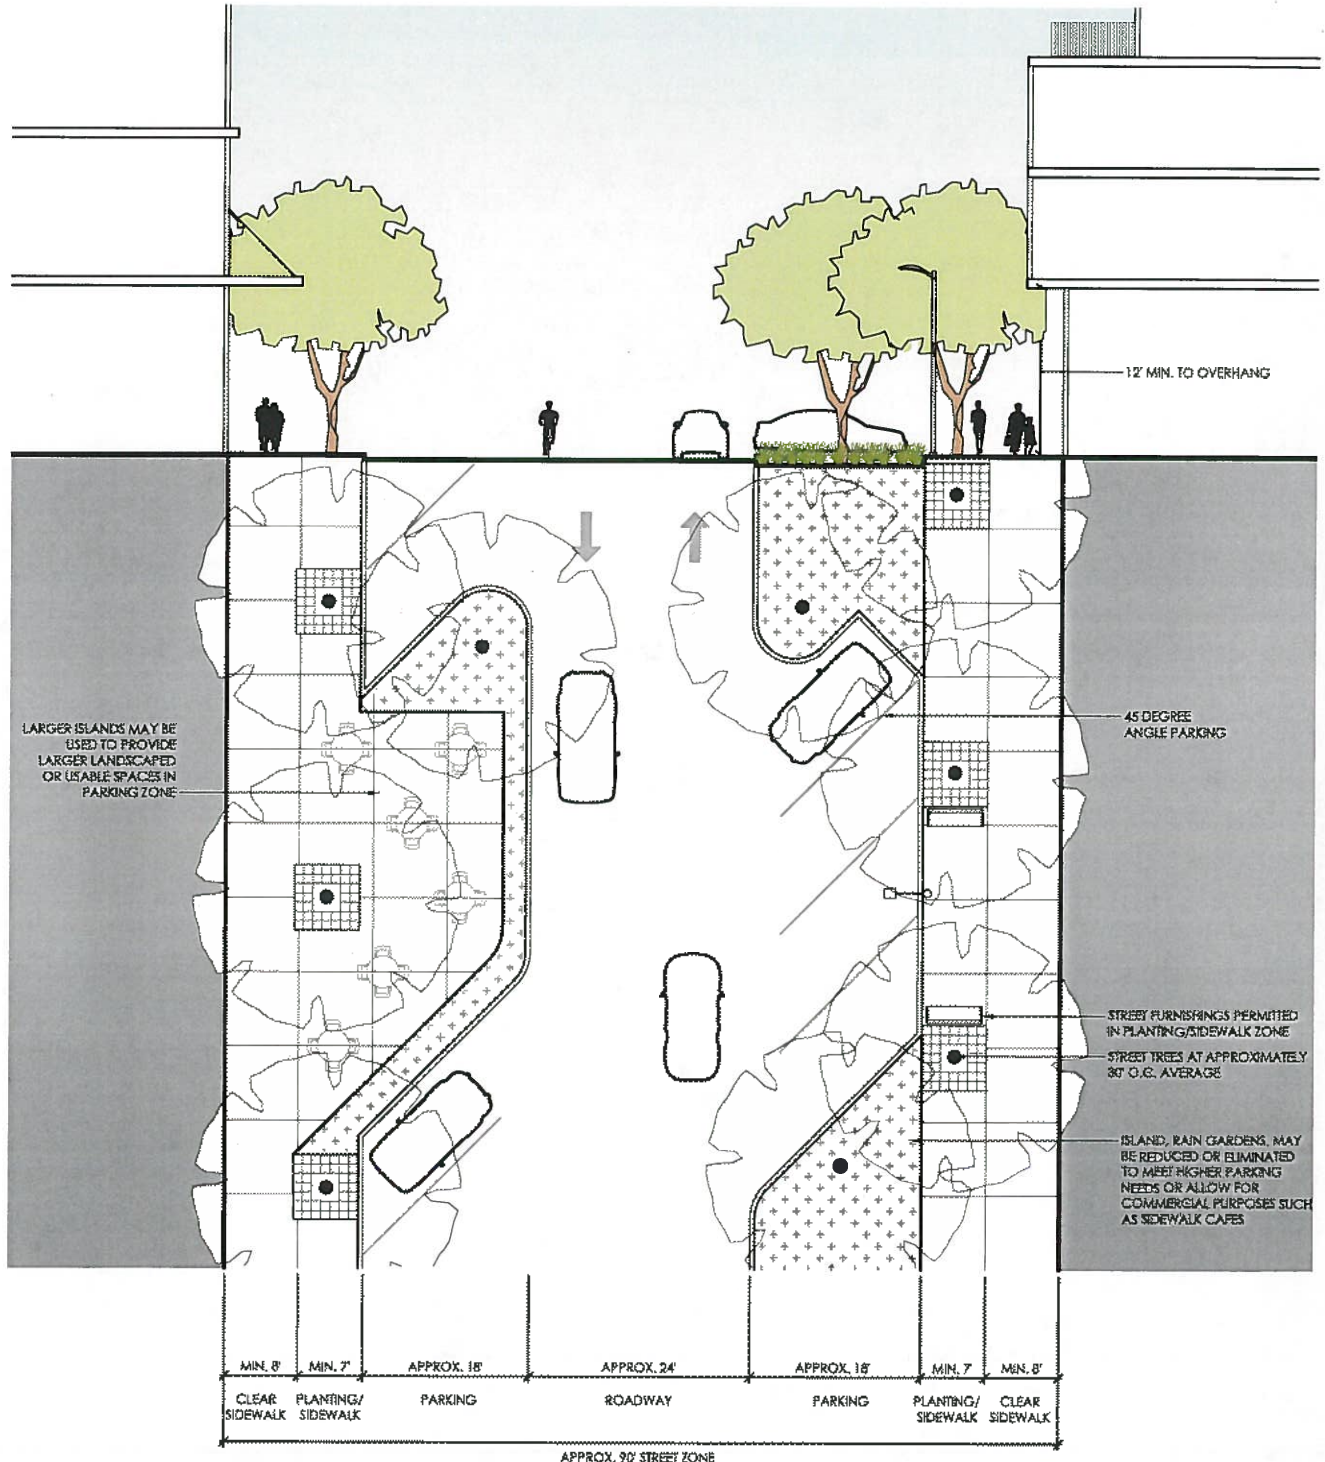 12' MIN. TO OVERHANG
LARGER ISLANDS MAY BE
USED TO PROVIDE
LARGER LANDSCAPED
OR USABLE SPACES IN
PARKING ZONE
45 DEGREE
ANGLE PARKING
STREET FURNISHINGS PERMITTED
IN PLANTING/SIDEWALK ZONE
STREET TREES AT APPROXIMATELY
30' O.C. AVERAGE
ISLAND, RAIN GARDENS, MAY
BE REDUCED OR ELIMINATED
TO MEET HIGHER PARKING
NEEDS OR ALLOW FOR
COMMERCIAL PURPOSES SUCH
AS SIDEWALK CAFES
MIN. 8' MIN. 7' APPROX. 18' APPROX. 24' APPROX. 18' MIN. 7' MIN. 8'
CLEAR PLANTING/ PARKING ROADWAY PARKING PLANTING/ CLEAR
SIDEWALK SIDEWALK SIDEWALK SIDEWALK
APPROX. 90' STREET ZONE